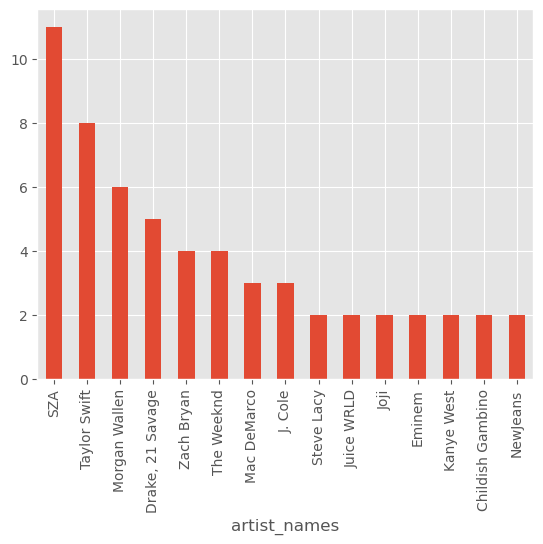 10
8
6
4
2
0
SZA
Taylor Swift
Morgan Wallen
Drake, 21 Savage
Zach Bryan
The Weeknd
Mac DeMarco
J. Cole
Steve Lacy
Juice WRLD
Joji
Eminem
Kanye West
Childish Gambino
NewJeans
artist_names